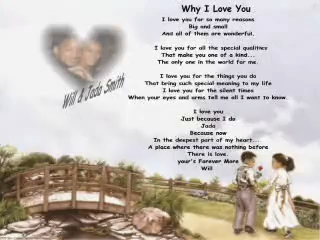 Why I Love You
I love you for so many reasons
Big and small
And all of them are wonderful.
I love you for all the special qualities
That make you one of a kind...
The only one in the world for me.
I love you for the things you do
That bring such special meaning to my life
I love you for the silent times
When your eyes and arms tell me all I want to know.
I love you
Just because I do
Jada
Because now
In the deepest part of my heart...
A place where there was nothing before
There is love.
your's Forever More
Will
Will & Jada Smith